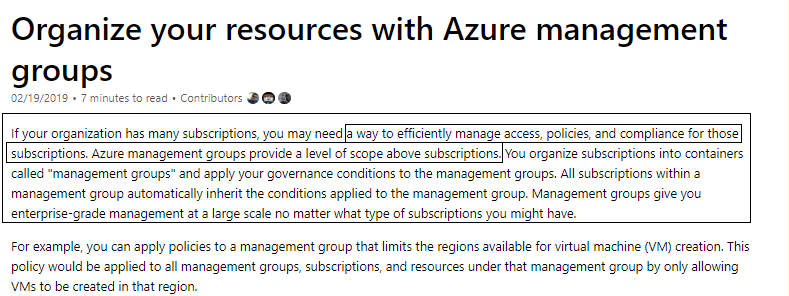 Organize your resources with Azure management
groups
02/19/2019 • 7 minutes to read • Contributors
If your organization has many subscriptions, you may need a way to efficiently manage access, policies, and compliance for those
subscriptions. Azure management groups provide a level of scope above subscriptions. You organize subscriptions into containers
called "management groups" and apply your governance conditions to the management groups. All subscriptions within a
management group automatically inherit the conditions applied to the management group. Management groups give you
enterprise-grade management at a large scale no matter what type of subscriptions you might have.
For example, you can apply policies to a management group that limits the regions available for virtual machine (VM) creation. This
policy would be applied to all management groups, subscriptions, and resources under that management group by only allowing
VMs to be created in that region.